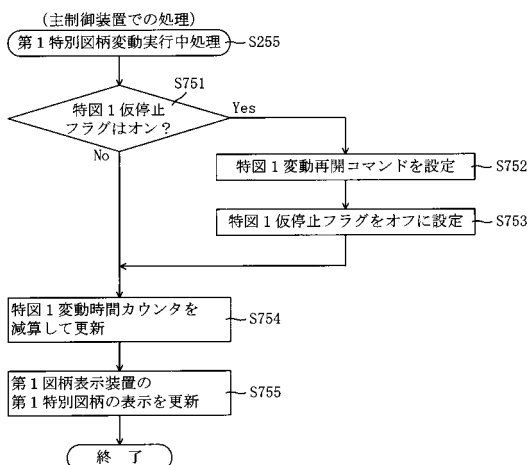 (主制御装置での処理)
第1特別図柄変動実行中処理
S255
S751
特図1仮停止
フラグはオン?
Yes
No
特図1変動再開コマンドを設定
S752
特図1仮停止フラグをオフに設定
S753
特図1変動時間カウンタを
減算して更新
S754
第1図柄表示装置の
第1特別図柄の表示を更新
S755
終 了